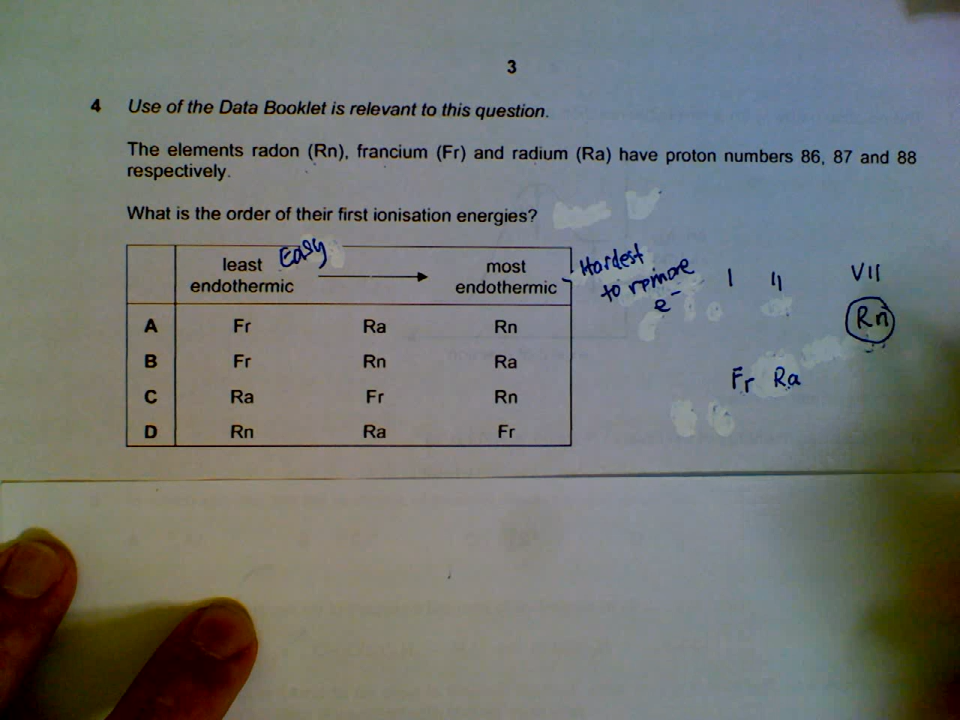 3
4 Use of the Data Booklet is relevant to this question.
The elements radon (Rn), francium (Fr) and radium (Ra) have proton numbers 86, 87 and 88
respectively.
What is the order of their first ionisation energies?
Easy
least most
endothermic endothermic
A Fr Ra Rn
B Fr Rn Ra
C Ra Fr Rn
D Rn Ra Fr
Hardest
to remove
e-
I II VII
Rn
Fr Ra